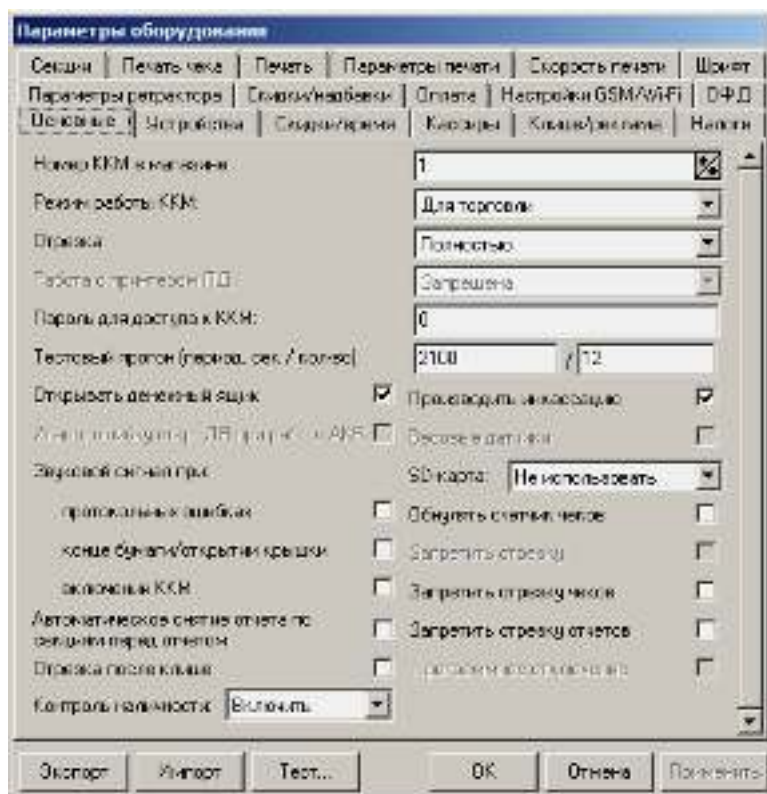 Параметры оборудования
Секции Печать чека Печать Параметры печати Скорость печати Шрифт
Параметры ретрактора Скидки/надбавки Оплата Настройки GSM/Wi-Fi ОФД
Основные Устройства Скидки/время Кассиры Клише/реклама Налоги
Номер ККМ в магазине 1
Режим работы ККМ: Для торговли
Отрезка Полностью
Работа с принтером ПД Запрещена
Пароль для доступа к ККМ: 0
Тестовый прогон (период, сек. / кол-во) 2100 / 12
Открывать денежный ящик Производить инкассацию
АКБ Весовые датчики
Звуковой сигнал при: SD карта: Не использовать
протокольных ошибках Обнулять счетчик чеков
конце бумаги/открытии крышки Запретить отрезку
включении ККМ Запретить отрезку чеков
Автоматическое снятие отчета по
секциям перед отчетом Запретить отрезку отчетов
Отрезка после клише
Контроль наличности: Включить
Экспорт Импорт Тест... ОК Отмена Применить